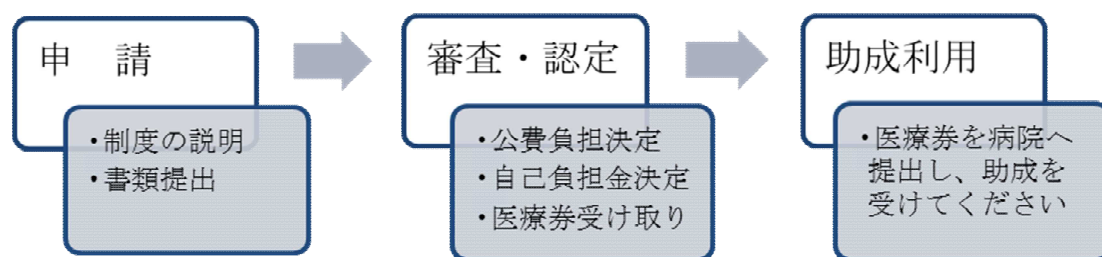 申　請
・制度の説明
・書類提出
審査・認定
・公費負担決定
・自己負担金決定
・医療券受け取り
助成利用
・医療券を病院へ
提出し、助成を
受けてください